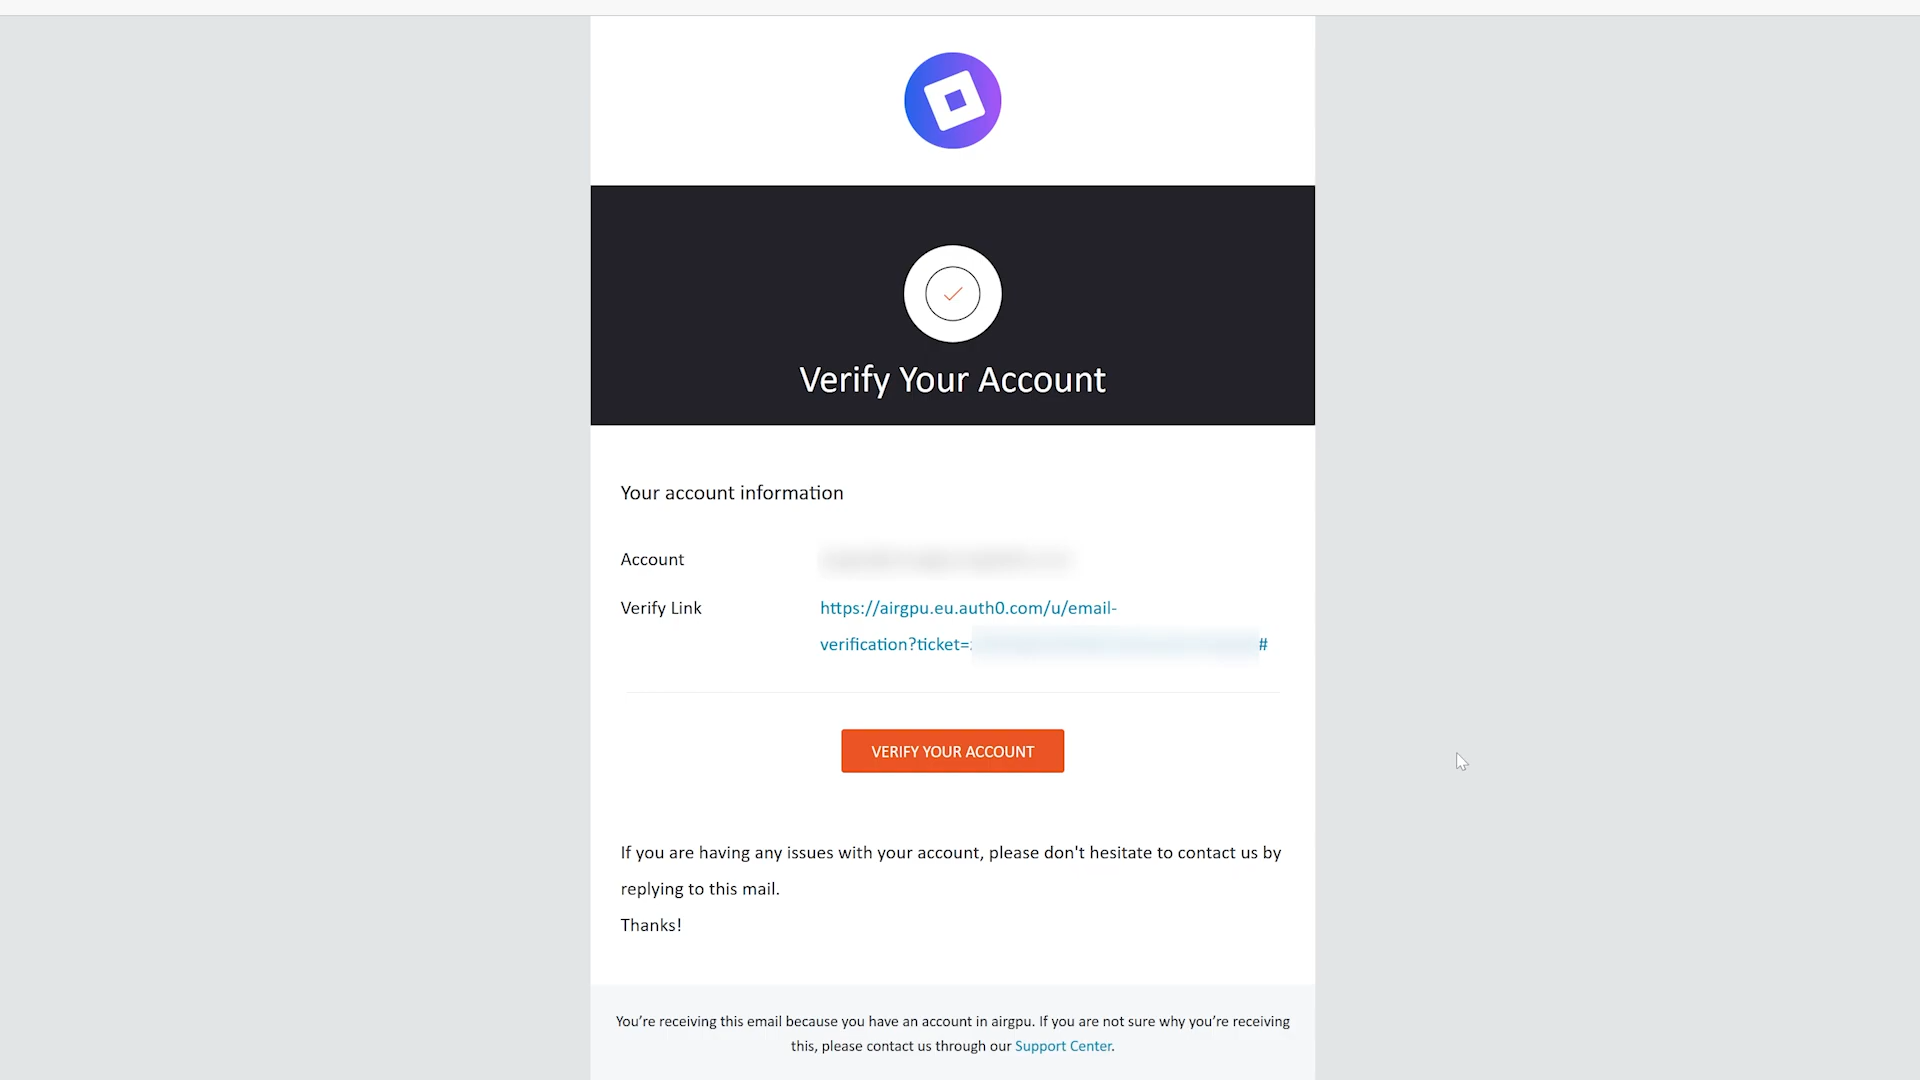 Verify Your Account
Your account information
Account
Verify Link
https://airgpu.eu.auth0.com/u/email-
verification?ticket=
#
VERIFY YOUR ACCOUNT
If you are having any issues with your account, please don't hesitate to contact us by
replying to this mail.
Thanks!
You’re receiving this email because you have an account in airgpu. If you are not sure why you’re receiving
this, please contact us through our Support Center.